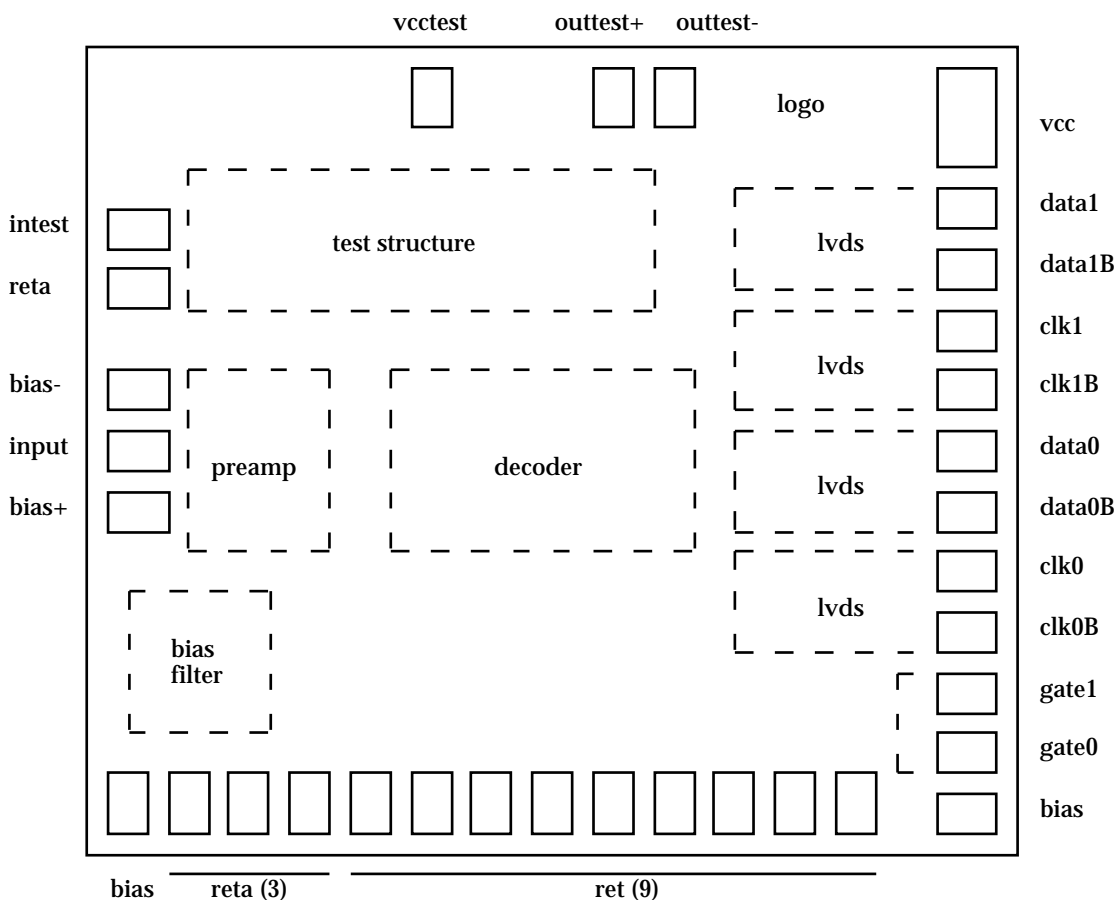 vcctest outtest+ outtest-
logo
vcc
data1
intest
test structure
lvds
data1B
reta
clk1
lvds
bias-
clk1B
input
data0
preamp
decoder
lvds
bias+
data0B
clk0
lvds
clk0B
bias
filter
gate1
gate0
bias
bias reta (3) ret (9)